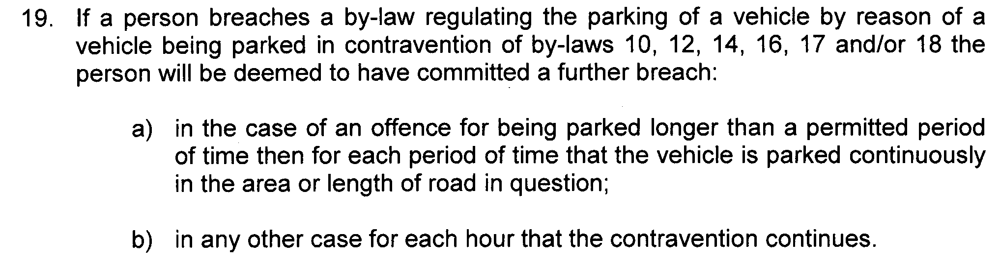 19. If a person breaches a by-law regulating the parking of a vehicle by reason of a
vehicle being parked in contravention of by-laws 10, 12, 14, 16, 17 and/or 18 the
person will be deemed to have committed a further breach:
a) in the case of an offence for being parked longer than a permitted period
of time then for each period of time that the vehicle is parked continuously
in the area or length of road in question;
b) in any other case for each hour that the contravention continues.